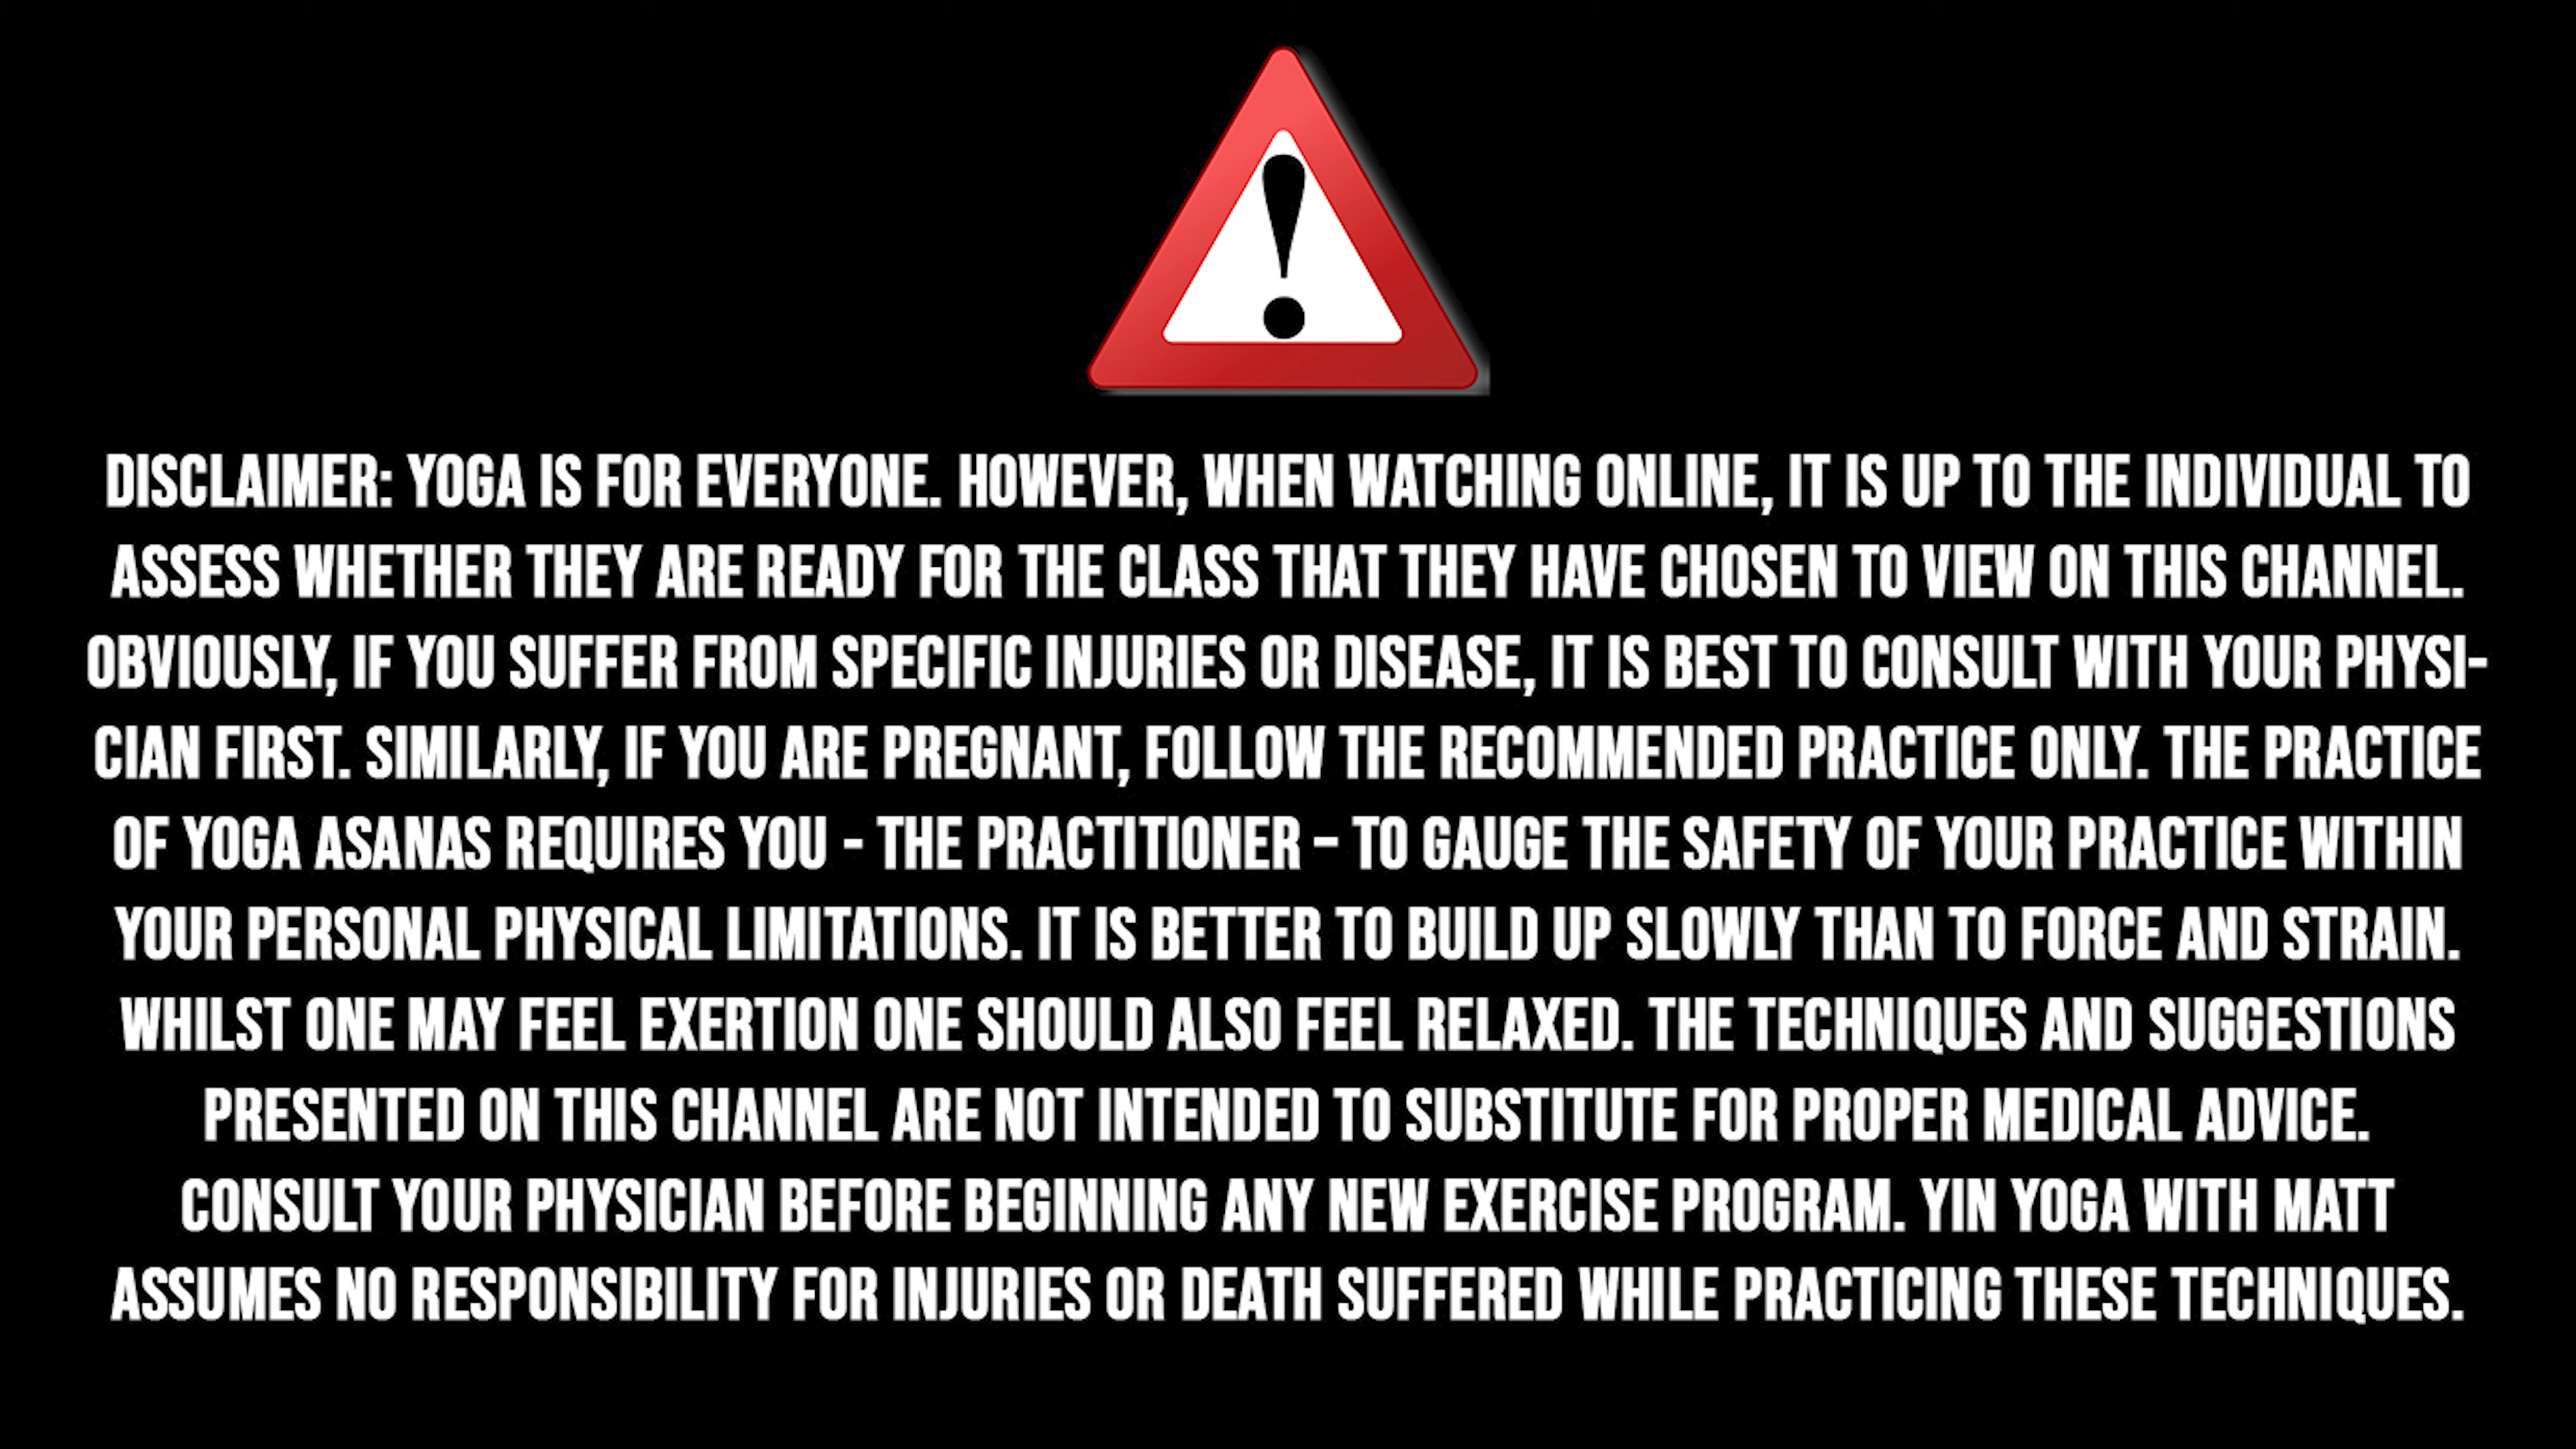 !
DISCLAIMER: YOGA IS FOR EVERYONE. HOWEVER, WHEN WATCHING ONLINE, IT IS UP TO THE INDIVIDUAL TO
ASSESS WHETHER THEY ARE READY FOR THE CLASS THAT THEY HAVE CHOSEN TO VIEW ON THIS CHANNEL.
OBVIOUSLY, IF YOU SUFFER FROM SPECIFIC INJURIES OR DISEASE, IT IS BEST TO CONSULT WITH YOUR PHYSI-
CIAN FIRST. SIMILARLY, IF YOU ARE PREGNANT, FOLLOW THE RECOMMENDED PRACTICE ONLY. THE PRACTICE
OF YOGA ASANAS REQUIRES YOU - THE PRACTITIONER – TO GAUGE THE SAFETY OF YOUR PRACTICE WITHIN
YOUR PERSONAL PHYSICAL LIMITATIONS. IT IS BETTER TO BUILD UP SLOWLY THAN TO FORCE AND STRAIN.
WHILST ONE MAY FEEL EXERTION ONE SHOULD ALSO FEEL RELAXED. THE TECHNIQUES AND SUGGESTIONS
PRESENTED ON THIS CHANNEL ARE NOT INTENDED TO SUBSTITUTE FOR PROPER MEDICAL ADVICE.
CONSULT YOUR PHYSICIAN BEFORE BEGINNING ANY NEW EXERCISE PROGRAM. YIN YOGA WITH MATT
ASSUMES NO RESPONSIBILITY FOR INJURIES OR DEATH SUFFERED WHILE PRACTICING THESE TECHNIQUES.